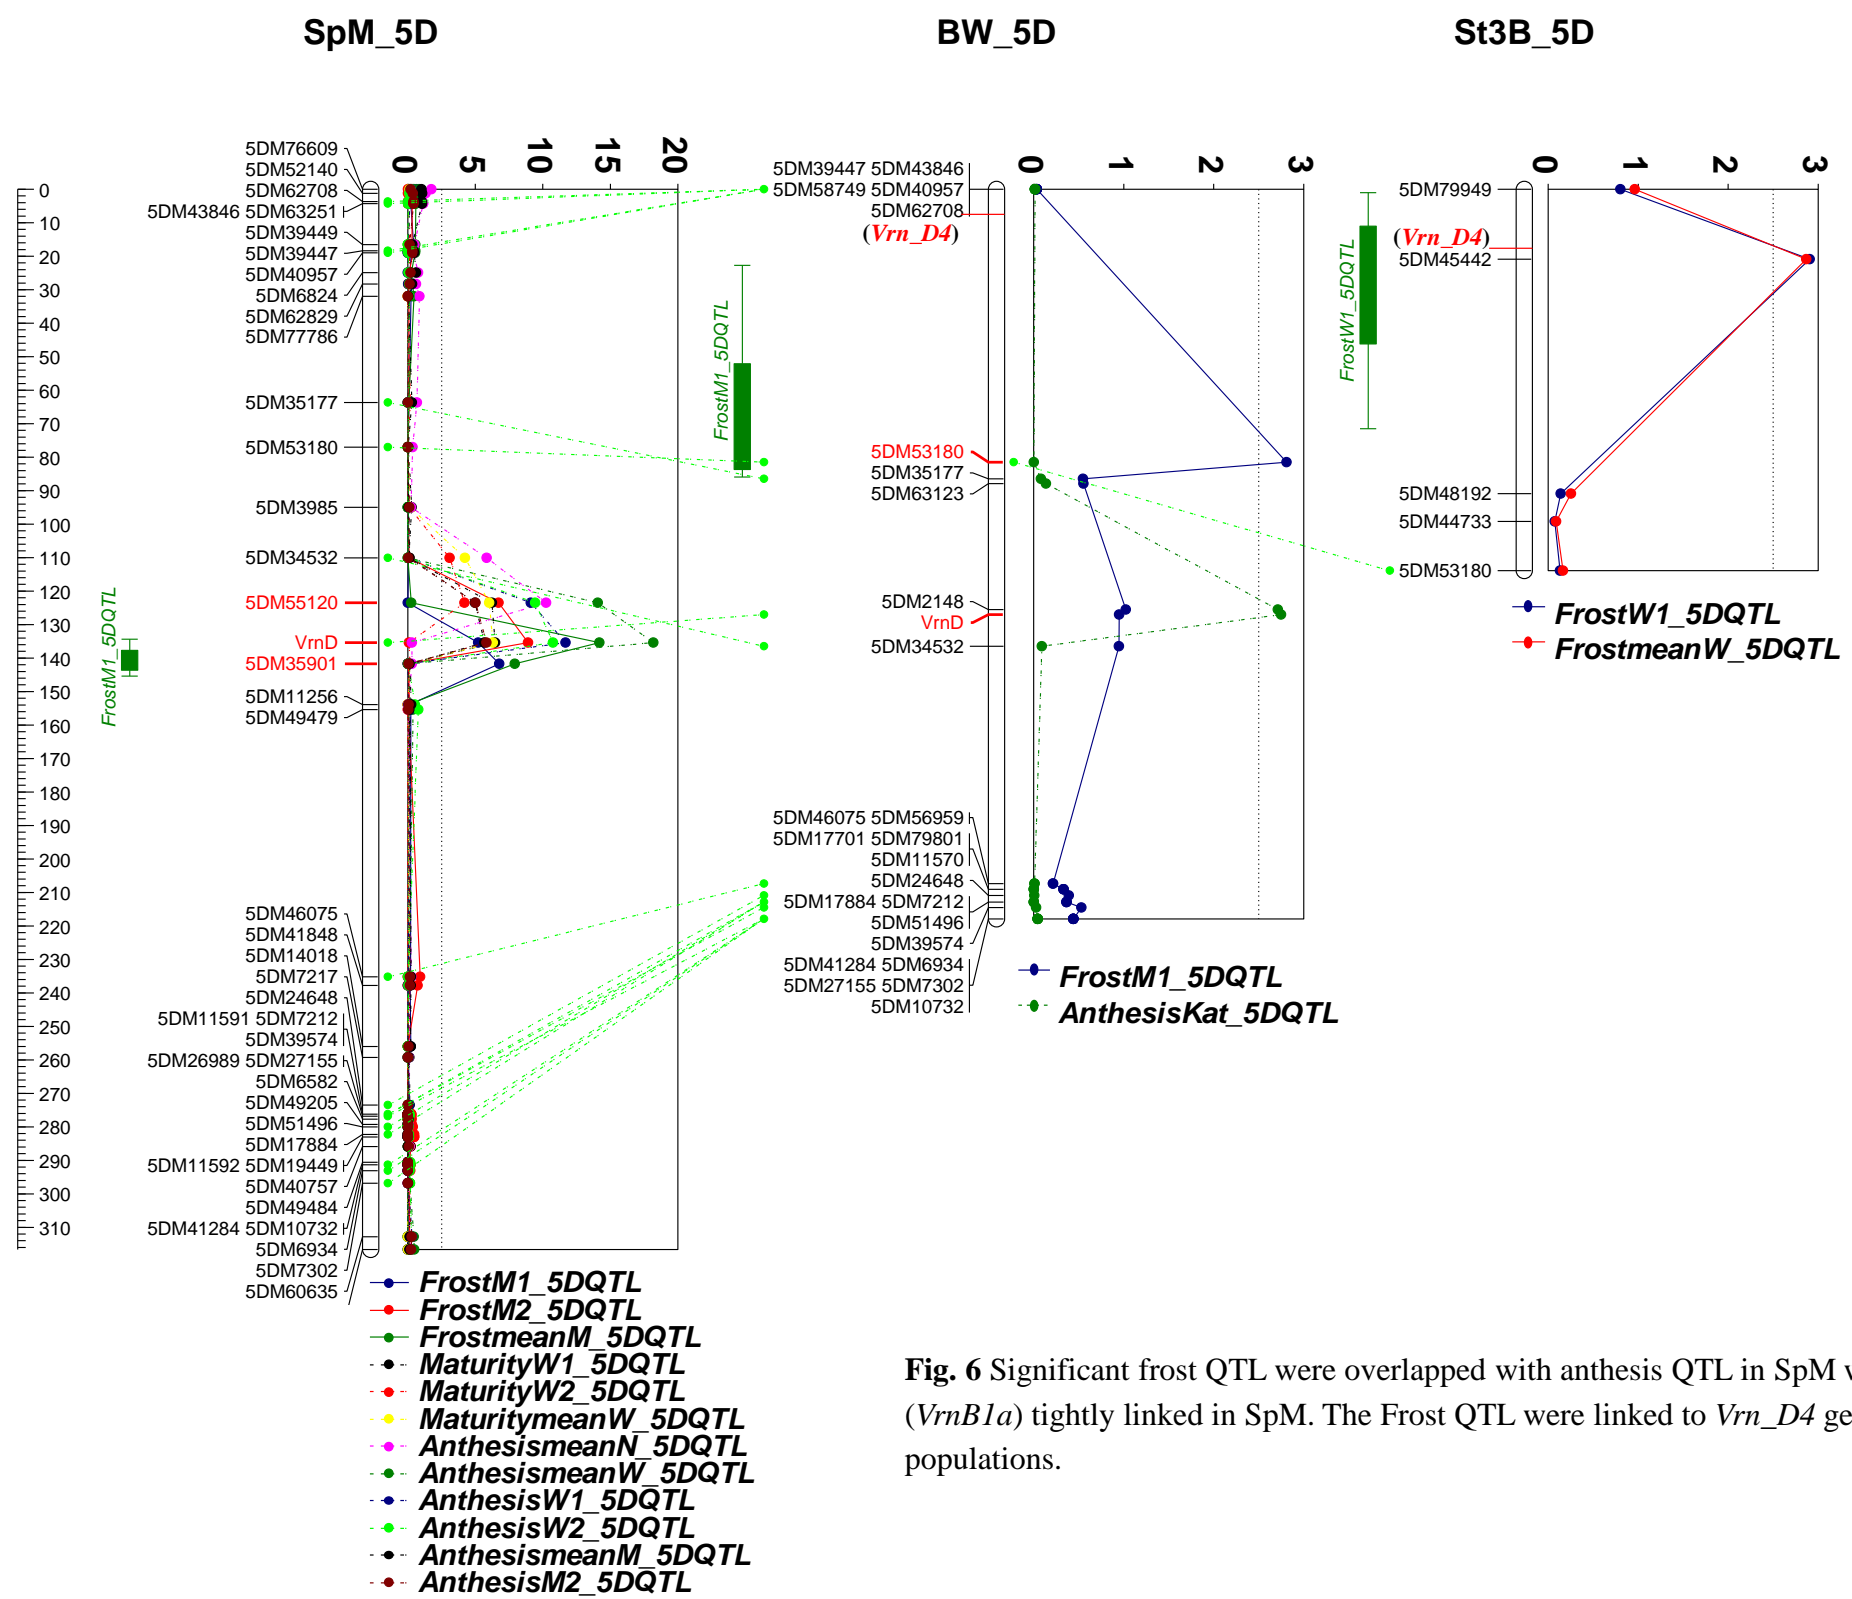 SpM_5D
BW_5D
St3B_5D
0 5 10 15 20
5DM76609
5DM52140
5DM62708
5DM43846 5DM63251
5DM39449
5DM39447
5DM40957
5DM6824
5DM62829
5DM77786
5DM35177
5DM53180
5DM3985
5DM34532
5DM55120
VrnD
5DM35901
5DM11256
5DM49479
5DM46075
5DM41848
5DM14018
5DM7217
5DM24648
5DM11591 5DM7212
5DM39574
5DM26989 5DM27155
5DM6582
5DM49205
5DM51496
5DM17884
5DM11592 5DM19449
5DM40757
5DM49484
5DM41284 5DM10732
5DM6934
5DM7302
5DM60635
0
10
20
30
40
50
60
70
80
90
100
110
120
130
140
150
160
170
180
190
200
210
220
230
240
250
260
270
280
290
300
310
FrostM1_5DQTL
FrostM1_5DQTL
FrostM2_5DQTL
FrostmeanM_5DQTL
MaturityW1_5DQTL
MaturityW2_5DQTL
MaturitymeanW_5DQTL
AnthesismeanN_5DQTL
AnthesismeanW_5DQTL
AnthesisW1_5DQTL
AnthesisW2_5DQTL
AnthesismeanM_5DQTL
AnthesisM2_5DQTL
FrostM1_5DQTL
0 1 2 3
5DM39447 5DM43846
5DM58749 5DM40957
5DM62708
(Vrn_D4)
5DM53180
5DM35177
5DM63123
5DM2148
VrnD
5DM34532
5DM46075 5DM56959
5DM17701 5DM79801
5DM11570
5DM24648
5DM17884 5DM7212
5DM51496
5DM39574
5DM41284 5DM6934
5DM27155 5DM7302
5DM10732
FrostM1_5DQTL
AnthesisKat_5DQTL
FrostW1_5DQTL
0 1 2 3
5DM79949
(Vrn_D4)
5DM45442
5DM48192
5DM44733
5DM53180
FrostW1_5DQTL
FrostmeanW_5DQTL
Fig. 6 Significant frost QTL were overlapped with anthesis QTL in SpM
(VrnB1a) tightly linked in SpM. The Frost QTL were linked to Vrn_D4
populations.